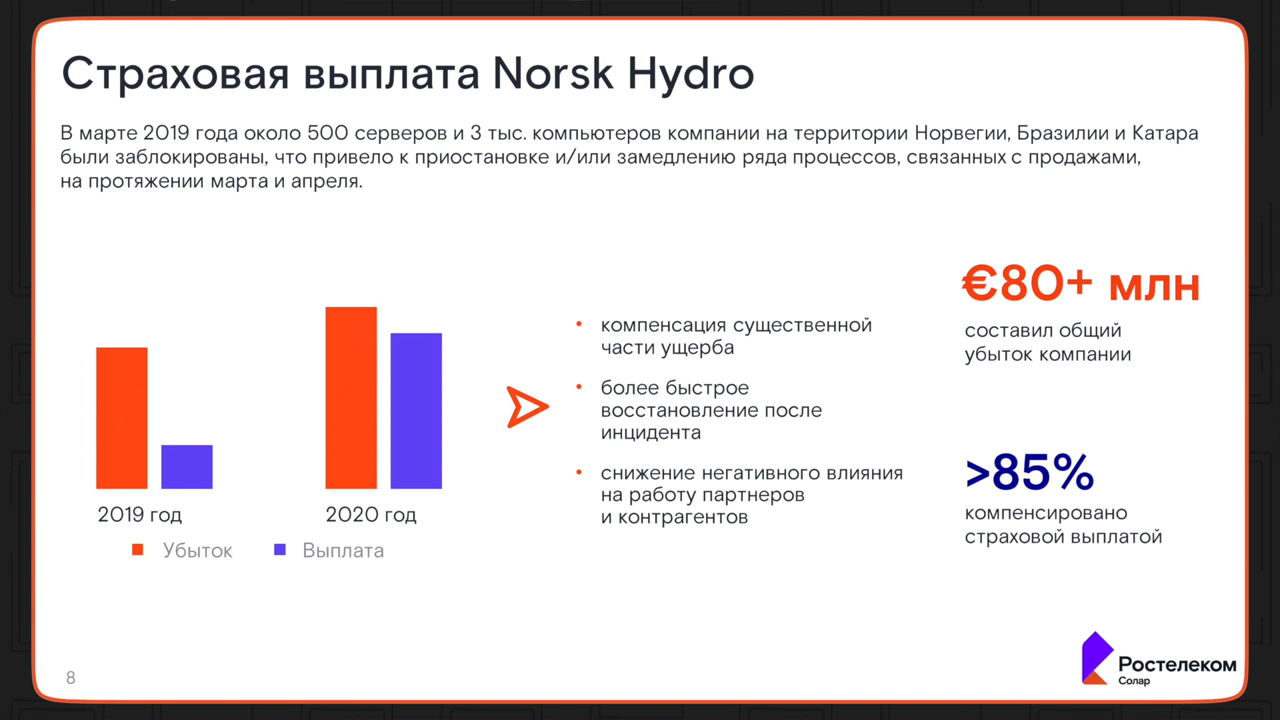 Страховая выплата Norsk Hydro
В марте 2019 года около 500 серверов и 3 тыс. компьютеров компании на территории Норвегии, Бразилии и Катара
были заблокированы, что привело к приостановке и/или замедлению ряда процессов, связанных с продажами,
на протяжении марта и апреля.
2019 год
2020 год
Убыток
Выплата
• компенсация существенной
части ущерба
• более быстрое
восстановление после
инцидента
• снижение негативного влияния
на работу партнеров
и контрагентов
€80+ млн
составил общий
убыток компании
>85%
компенсировано
страховой выплатой
8
Ростелеком
Солар